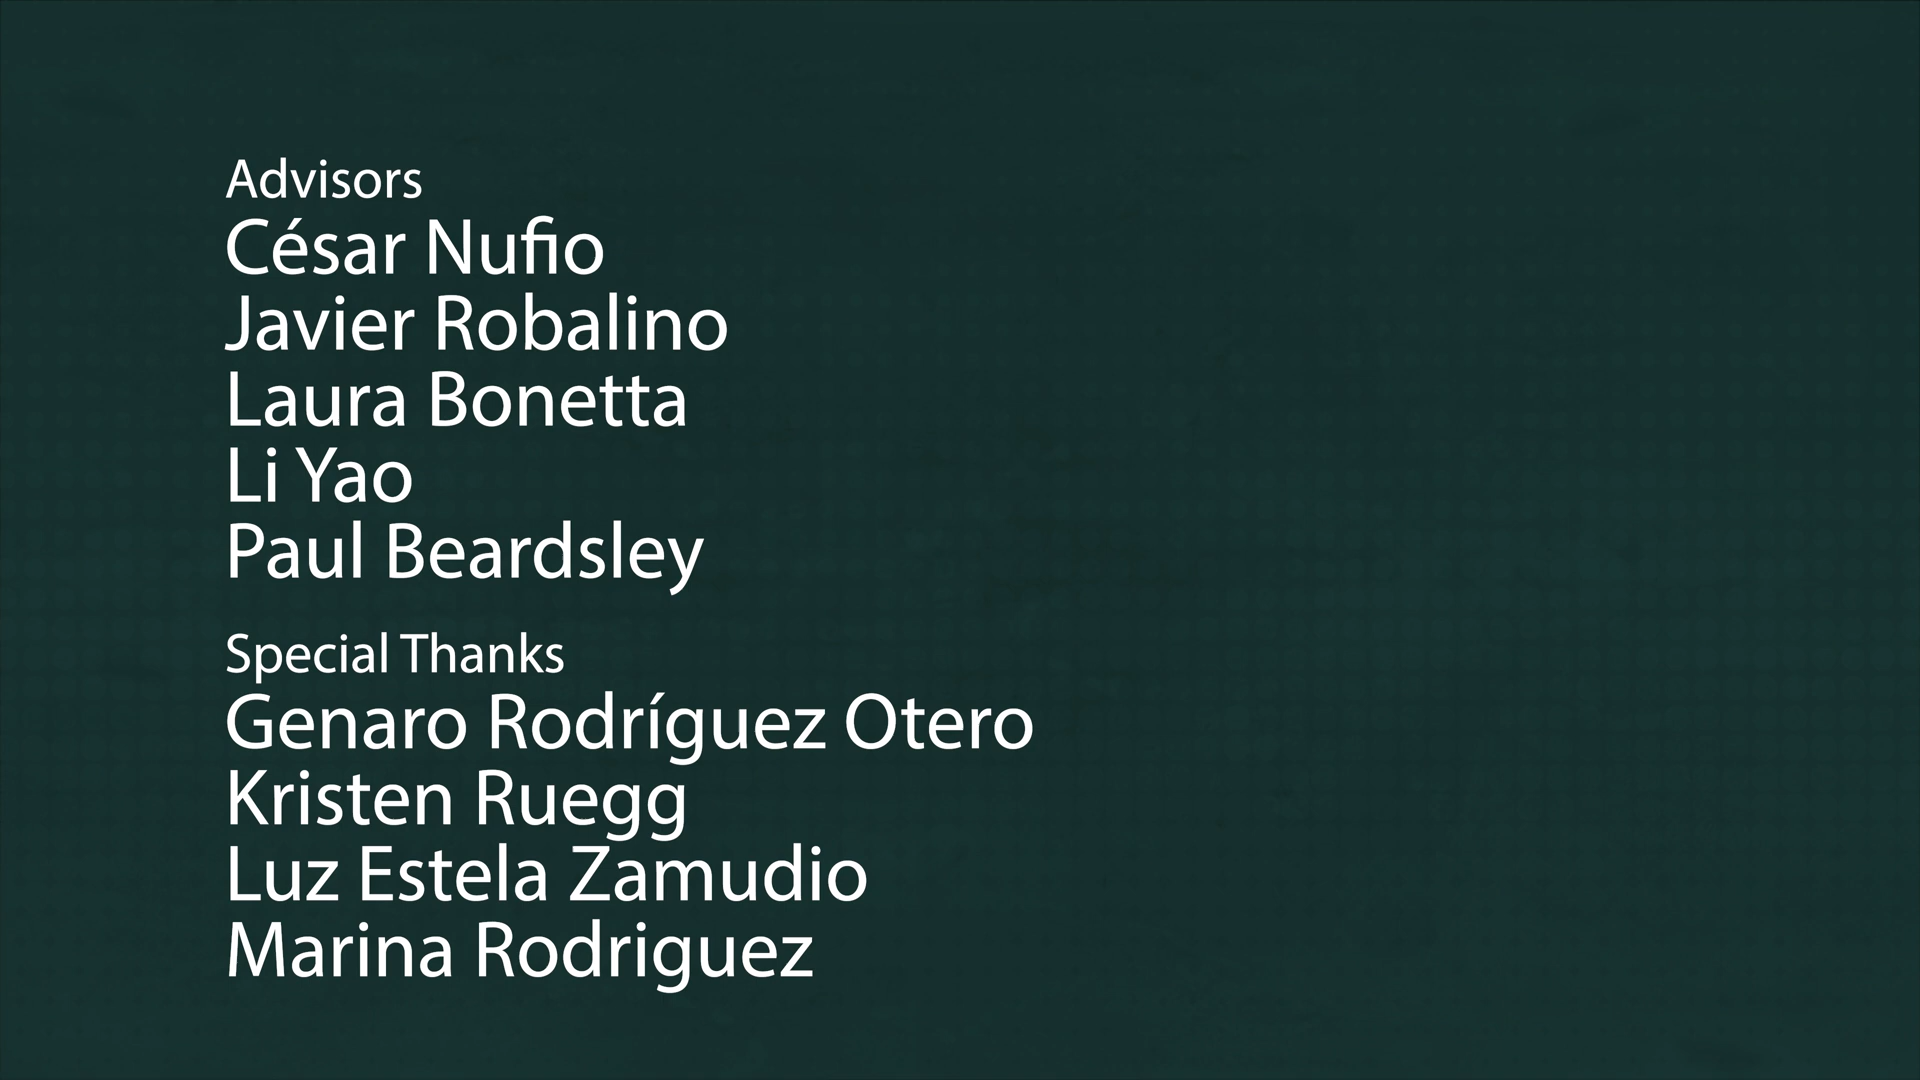 Advisors
César Nufio
Javier Robalino
Laura Bonetta
Li Yao
Paul Beardsley
Special Thanks
Genaro Rodríguez Otero
Kristen Ruegg
Luz Estela Zamudio
Marina Rodriguez